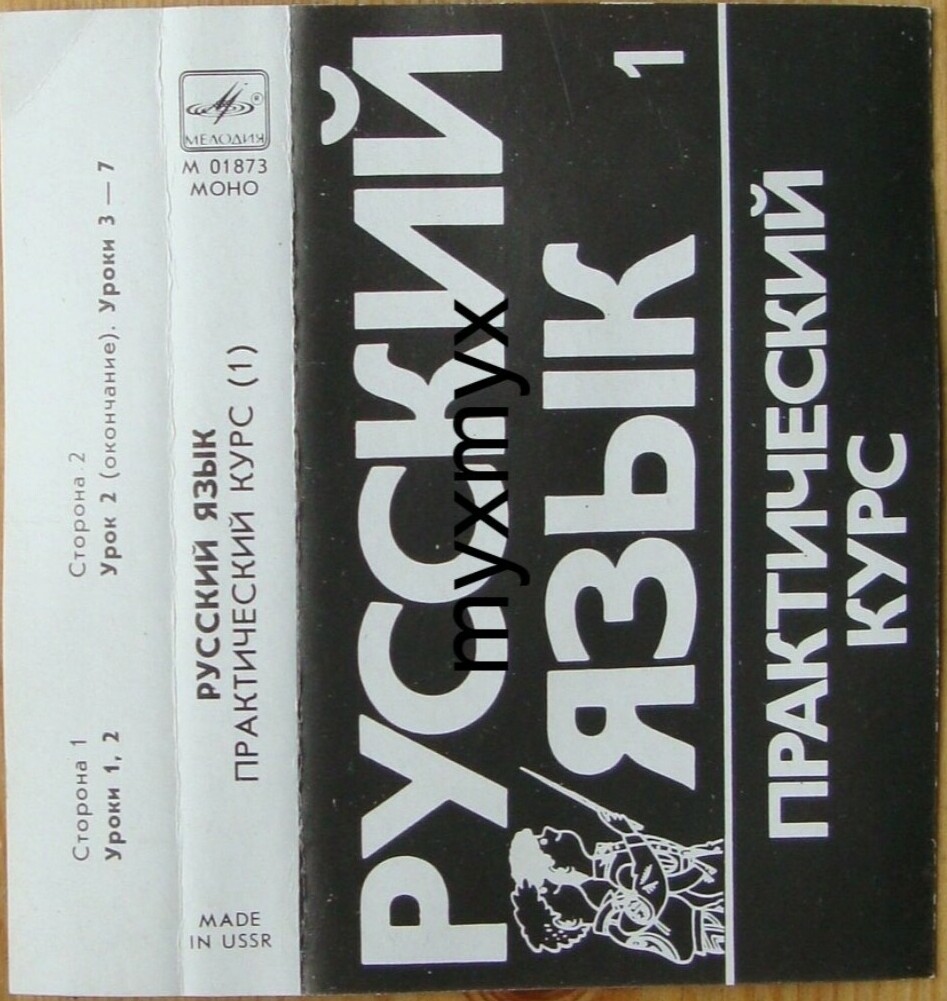 Сторона 1
Уроки 1, 2
Сторона 2
Урок 2 (окончание). Уроки 3 — 7
МЕЛОДИЯ
М 01873
МОНО
РУССКИЙ ЯЗЫК
ПРАКТИЧЕСКИЙ КУРС (1)
MADE
IN USSR
РУССКИЙ
ЯЗЫК
1
ПРАКТИЧЕСКИЙ
КУРС
myxmyx